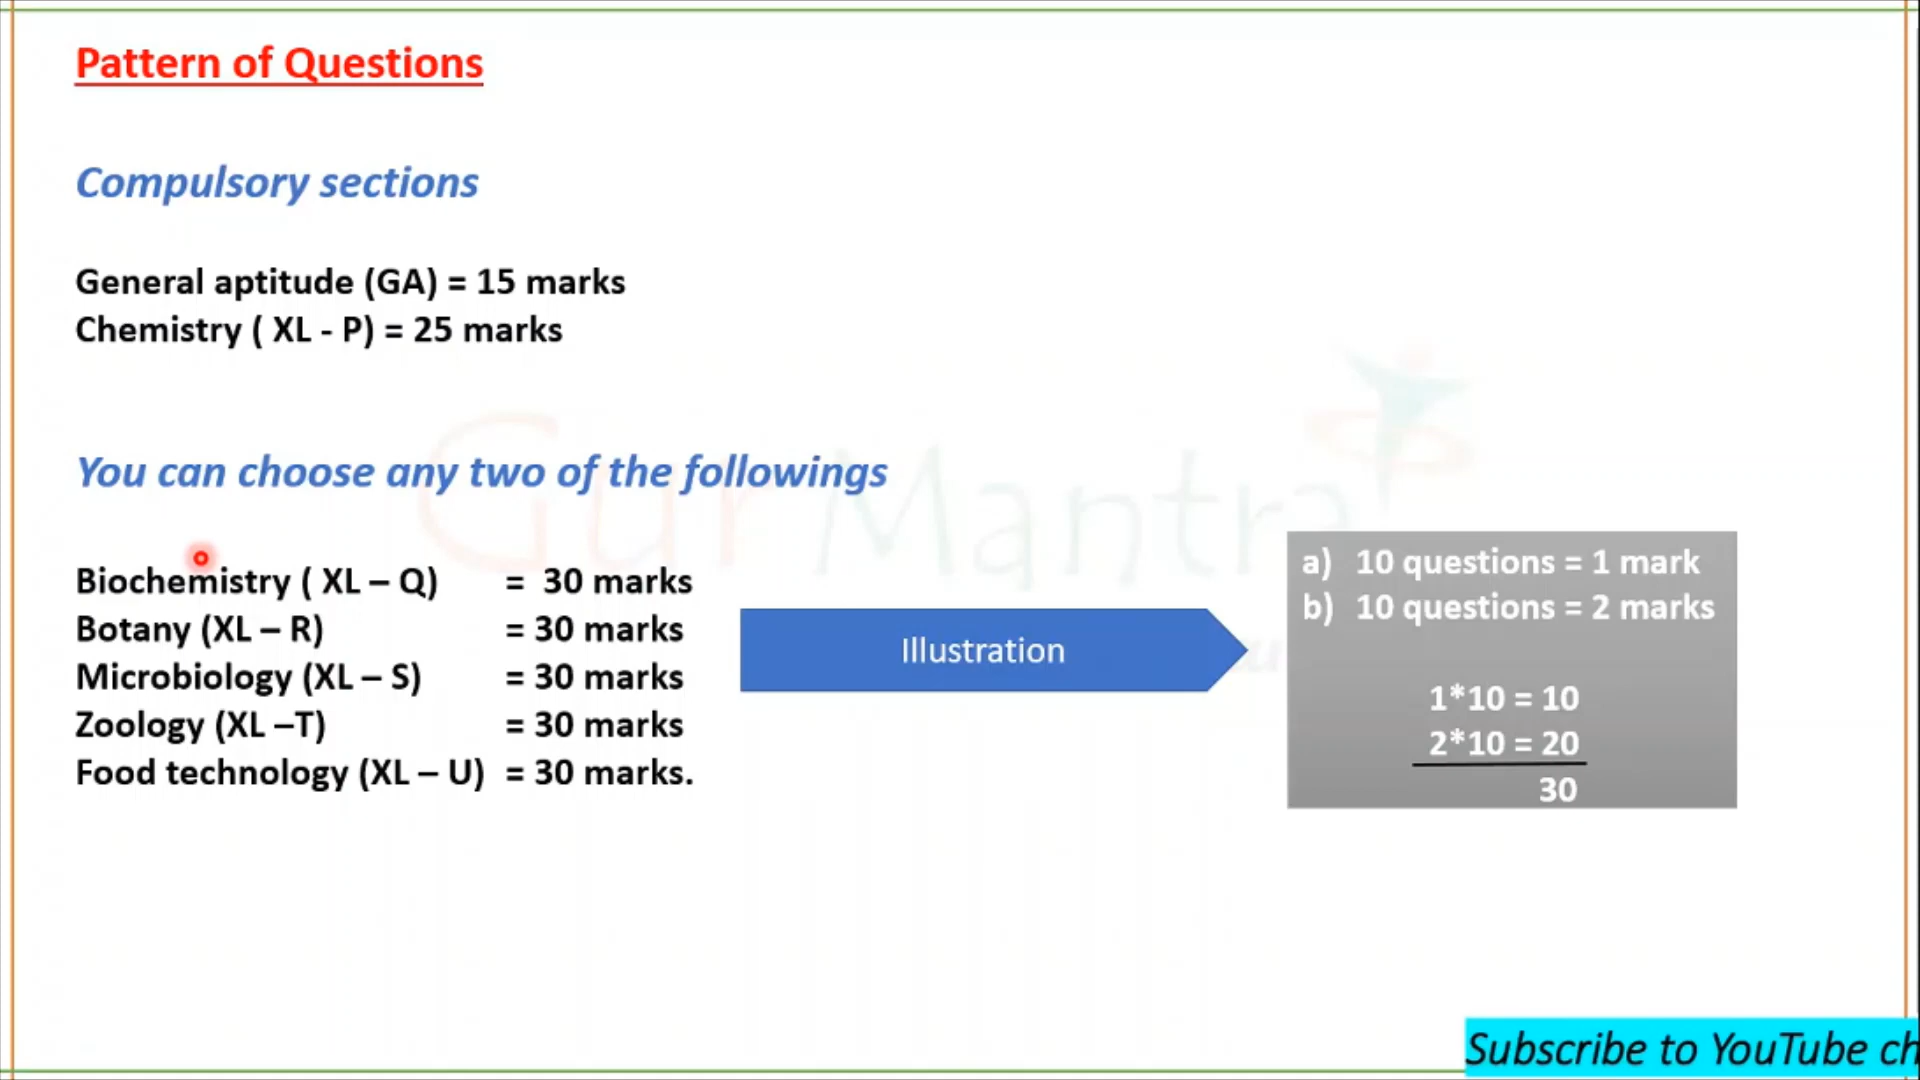 Pattern of Questions
Compulsory sections
General aptitude (GA) = 15 marks
Chemistry ( XL - P) = 25 marks
You can choose any two of the followings
Biochemistry ( XL – Q) = 30 marks
Botany (XL – R) = 30 marks
Microbiology (XL – S) = 30 marks
Zoology (XL –T) = 30 marks
Food technology (XL – U) = 30 marks.
Illustration
a) 10 questions = 1 mark
b) 10 questions = 2 marks
1*10 = 10
2*10 = 20
30
Gur Mantra
Subscribe to YouTube ch